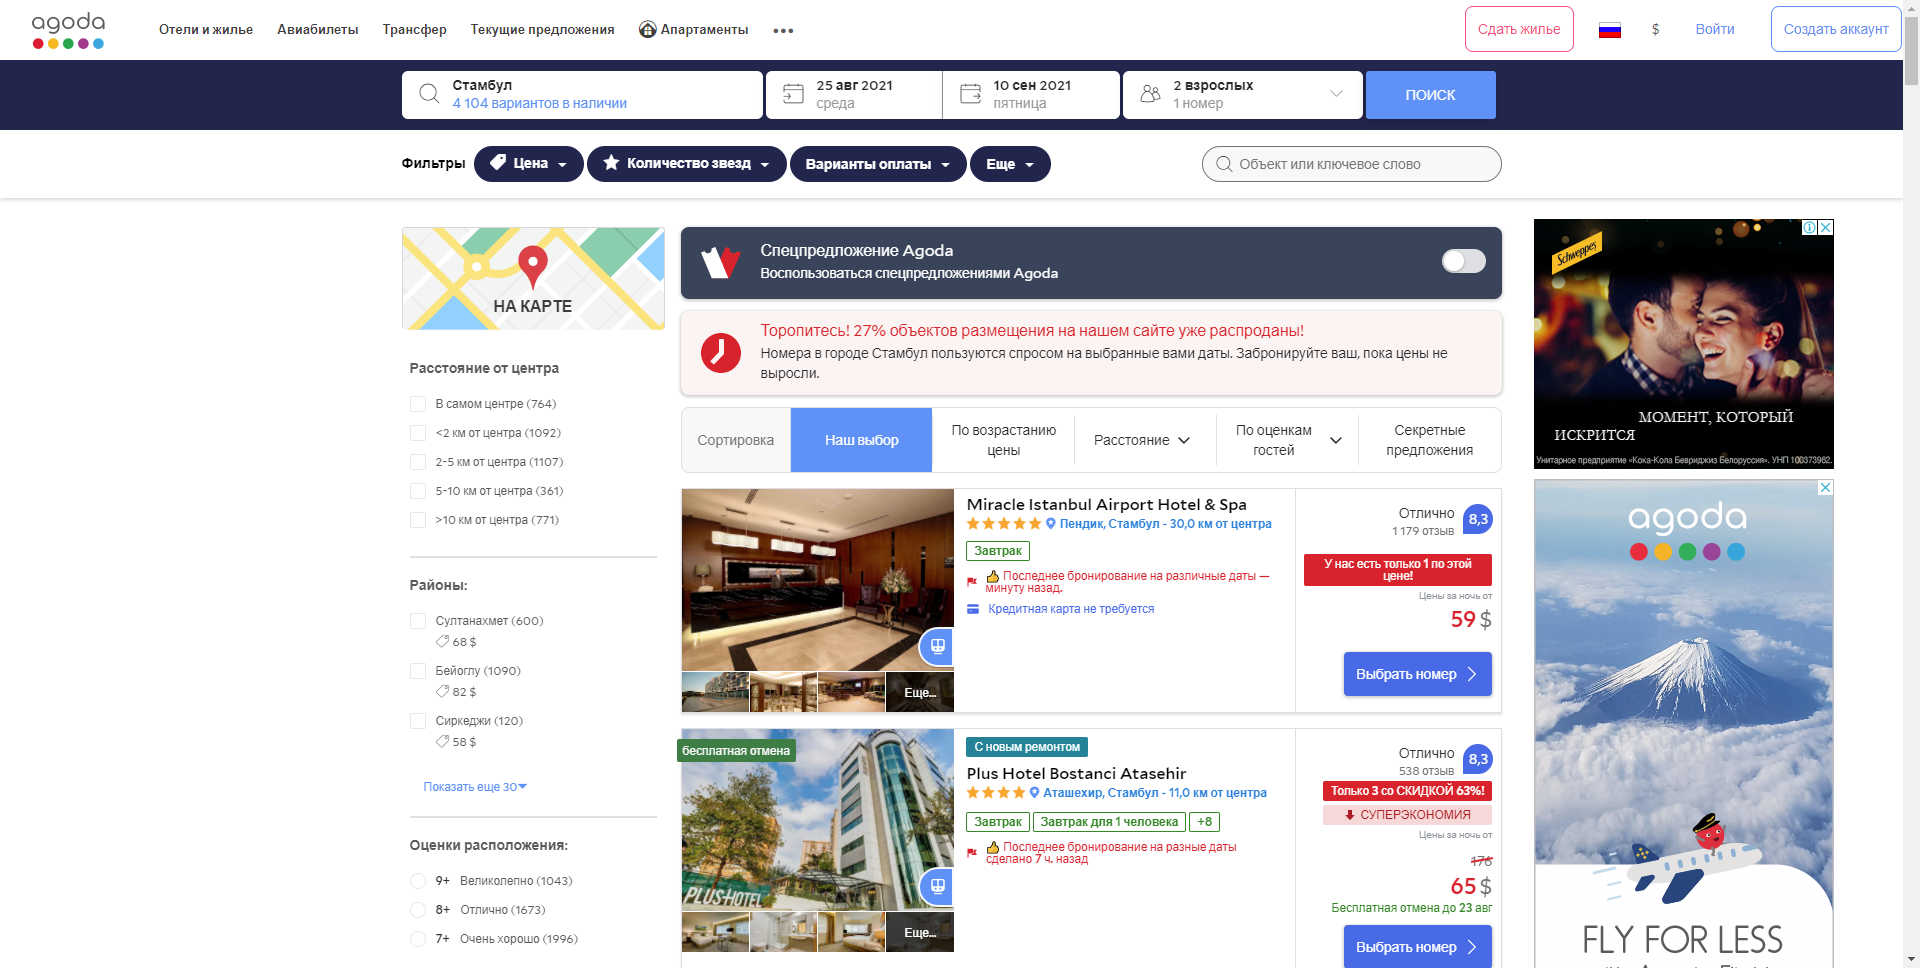 agoda
Отели и жилье
Авиабилеты
Трансфер
Текущие предложения
Апартаменты
Сдать жилье
$
Войти
Создать аккаунт
Стамбул
4 104 вариантов в наличии
25 авг 2021
среда
10 сен 2021
пятница
2 взрослых
1 номер
ПОИСК
Фильтры
Цена
Количество звезд
Варианты оплаты
Еще
Объект или ключевое слово
НА КАРТЕ
Расстояние от центра
В самом центре (764)
<2 км от центра (1092)
2-5 км от центра (1107)
5-10 км от центра (361)
>10 км от центра (771)
Районы:
Султанахмет (600)
68 $
Бейоглу (1090)
82 $
Сиркеджи (120)
58 $
Показать еще 30
Оценки расположения:
9+ Великолепно (1043)
8+ Отлично (1673)
7+ Очень хорошо (1996)
Спецпредложение Agoda
Воспользоваться спецпредложениями Agoda
Торопитесь! 27% объектов размещения на нашем сайте уже распроданы!
Номера в городе Стамбул пользуются спросом на выбранные вами даты. Забронируйте ваш, пока цены не
выросли.
Сортировка
Наш выбор
По возрастанию
цены
Расстояние
По оценкам
гостей
Секретные
предложения
Miracle Istanbul Airport Hotel & Spa
Пендик, Стамбул - 30,0 км от центра
Завтрак
Последнее бронирование на различные даты —
минуту назад.
Кредитная карта не требуется
Еще...
Отлично
1 179 отзыв
8,3
У нас есть только 1 по этой
цене!
Цены за ночь от
59 $
Выбрать номер
бесплатная отмена
PLUS HOTEL
Еще...
С новым ремонтом
Plus Hotel Bostanci Atasehir
Аташехир, Стамбул - 11,0 км от центра
Завтрак
Завтрак для 1 человека
+8
Последнее бронирование на разные даты
сделано 7 ч. назад
Отлично
538 отзыв
8,3
Только 3 со СКИДКОЙ 63%!
СУПЕРЭКОНОМИЯ
Цены за ночь от
176
65 $
Бесплатная отмена до 23 авг
Выбрать номер
Schweppes
МОМЕНТ, КОТОРЫЙ
ИСКРИТСЯ
Унитарное предприятие «Кока-Кола Бевриджиз Белоруссия». УНП 100373962.
agoda
FLY FOR LESS